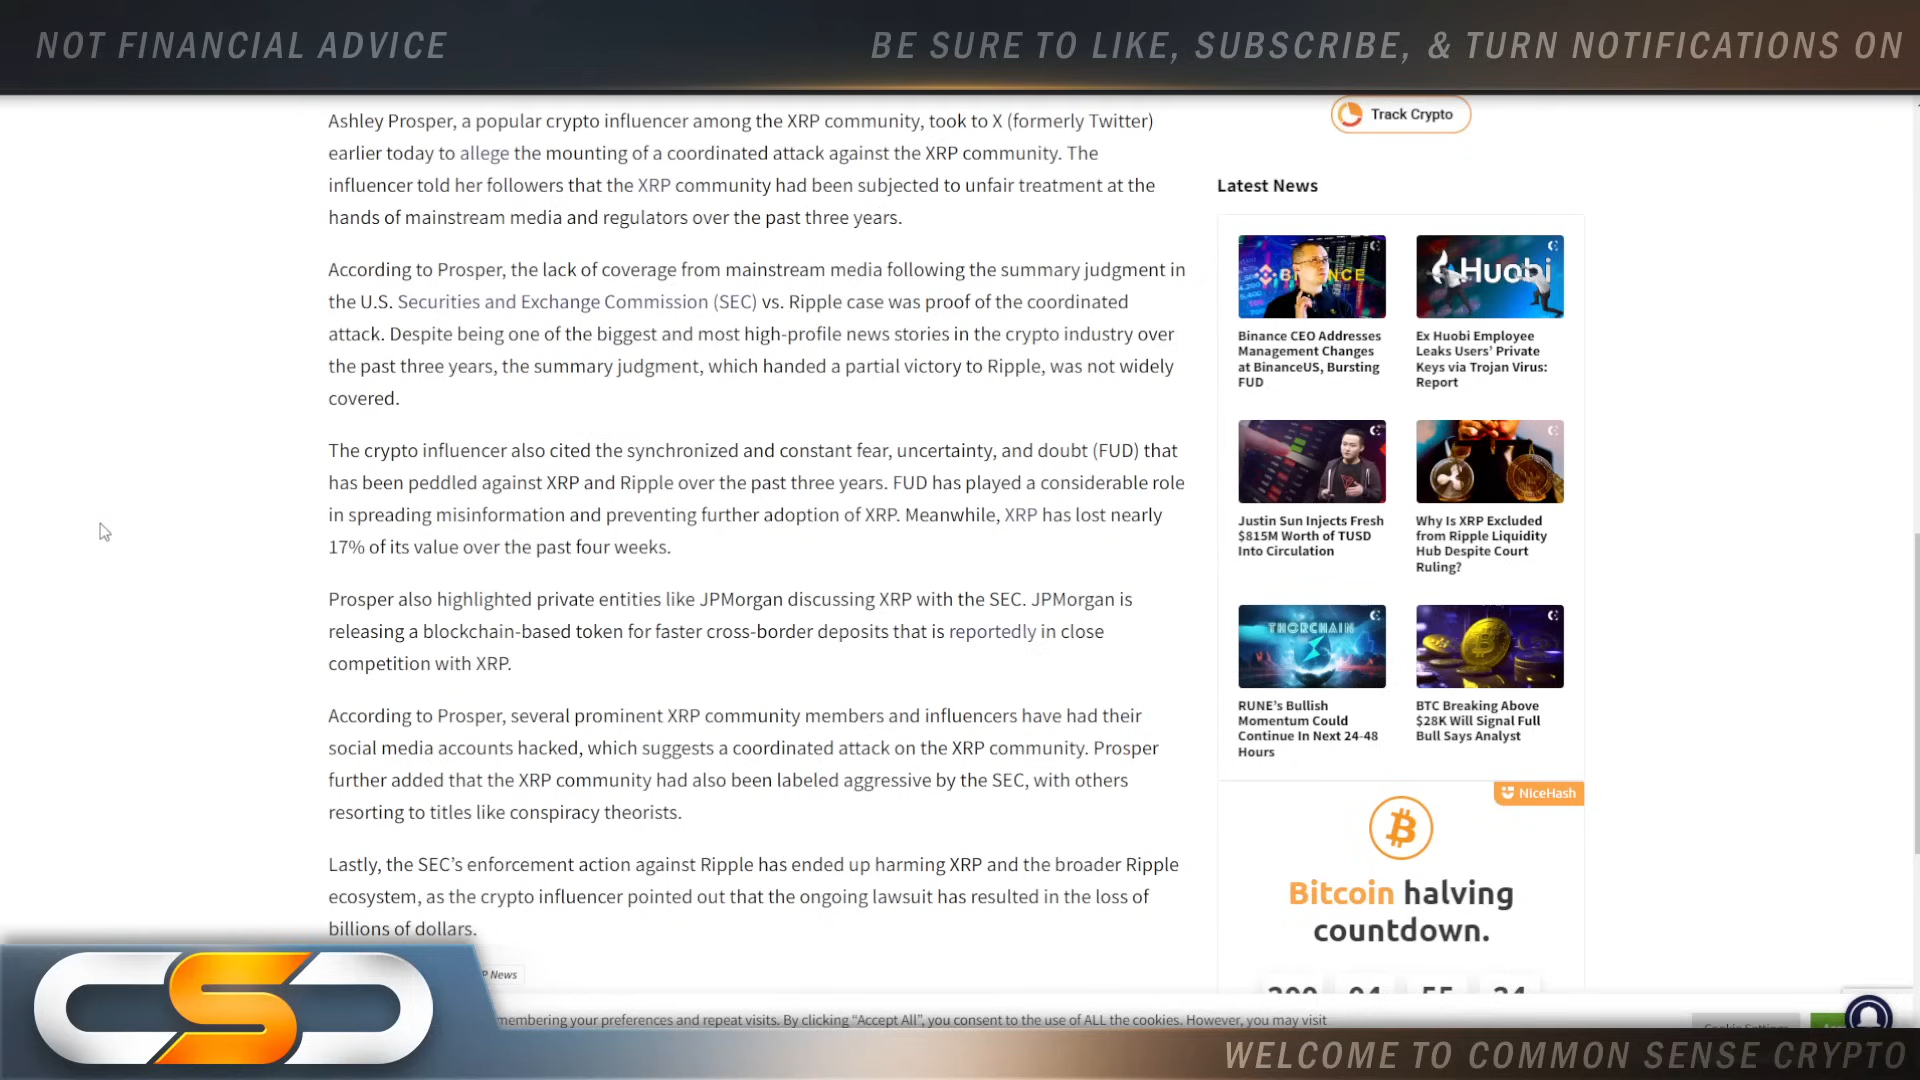 NOT FINANCIAL ADVICE
BE SURE TO LIKE, SUBSCRIBE, & TURN NOTIFICATIONS ON
Ashley Prosper, a popular crypto influencer among the XRP community, took to X (formerly Twitter)
earlier today to allege the mounting of a coordinated attack against the XRP community. The
influencer told her followers that the XRP community had been subjected to unfair treatment at the
hands of mainstream media and regulators over the past three years.
According to Prosper, the lack of coverage from mainstream media following the summary judgment in
the U.S. Securities and Exchange Commission (SEC) vs. Ripple case was proof of the coordinated
attack. Despite being one of the biggest and most high-profile news stories in the crypto industry over
the past three years, the summary judgment, which handed a partial victory to Ripple, was not widely
covered.
The crypto influencer also cited the synchronized and constant fear, uncertainty, and doubt (FUD) that
has been peddled against XRP and Ripple over the past three years. FUD has played a considerable role
in spreading misinformation and preventing further adoption of XRP. Meanwhile, XRP has lost nearly
17% of its value over the past four weeks.
Prosper also highlighted private entities like JPMorgan discussing XRP with the SEC. JPMorgan is
releasing a blockchain-based token for faster cross-border deposits that is reportedly in close
competition with XRP.
According to Prosper, several prominent XRP community members and influencers have had their
social media accounts hacked, which suggests a coordinated attack on the XRP community. Prosper
further added that the XRP community had also been labeled aggressive by the SEC, with others
resorting to titles like conspiracy theorists.
Lastly, the SEC's enforcement action against Ripple has ended up harming XRP and the broader Ripple
ecosystem, as the crypto influencer pointed out that the ongoing lawsuit has resulted in the loss of
billions of dollars.
P News
Track Crypto
Latest News
Huobi
Binance CEO Addresses
Management Changes
at BinanceUS, Bursting
FUD
Ex Huobi Employee
Leaks Users' Private
Keys via Trojan Virus:
Report
Justin Sun Injects Fresh
$815M Worth of TUSD
Into Circulation
Why Is XRP Excluded
from Ripple Liquidity
Hub Despite Court
Ruling?
THORCHAIN
RUNE's Bullish
Momentum Could
Continue In Next 24-48
Hours
BTC Breaking Above
$28K Will Signal Full
Bull Says Analyst
NiceHash
Bitcoin halving
countdown.
membering your preferences and repeat visits. By clicking "Accept All", you consent to the use of ALL the cookies. However, you may visit
Cookie Settings
CSC
WELCOME TO COMMON SENSE CRYPTO